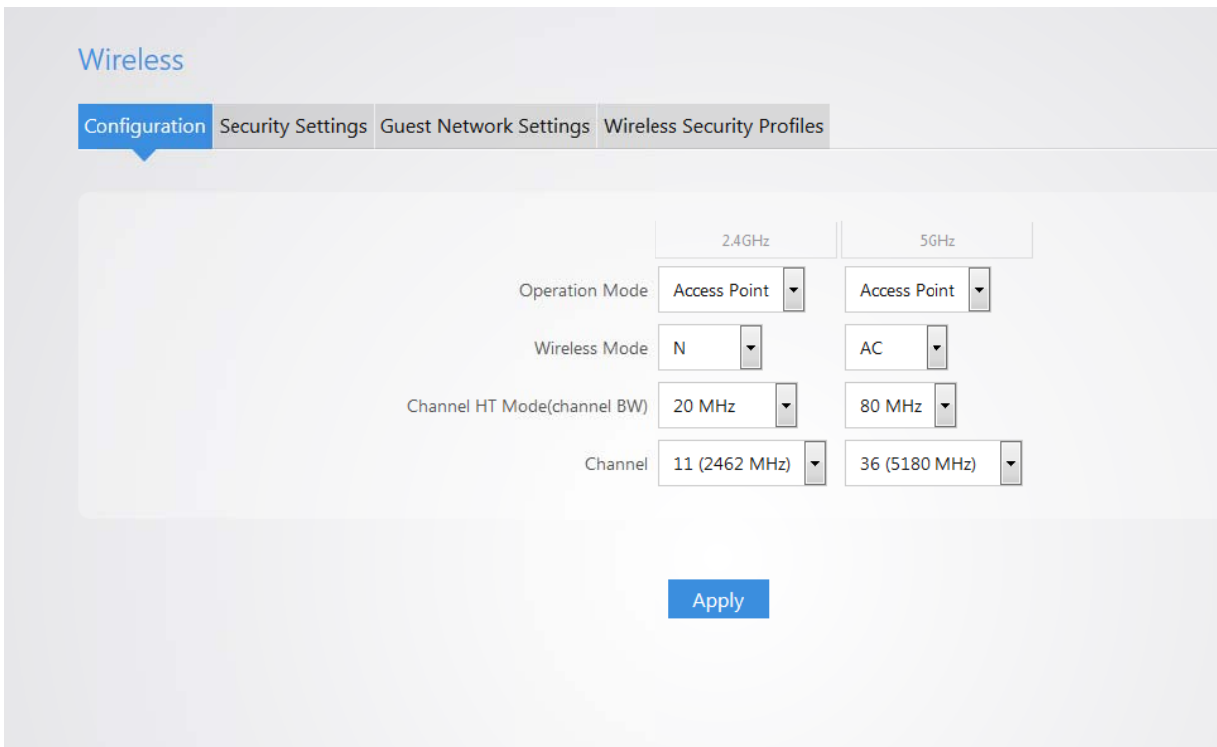 Wireless
Configuration Security Settings Guest Network Settings Wireless Security Profiles
2.4GHz 5GHz
Operation Mode Access Point Access Point
Wireless Mode N AC
Channel HT Mode(channel BW) 20 MHz 80 MHz
Channel 11 (2462 MHz) 36 (5180 MHz)
Apply